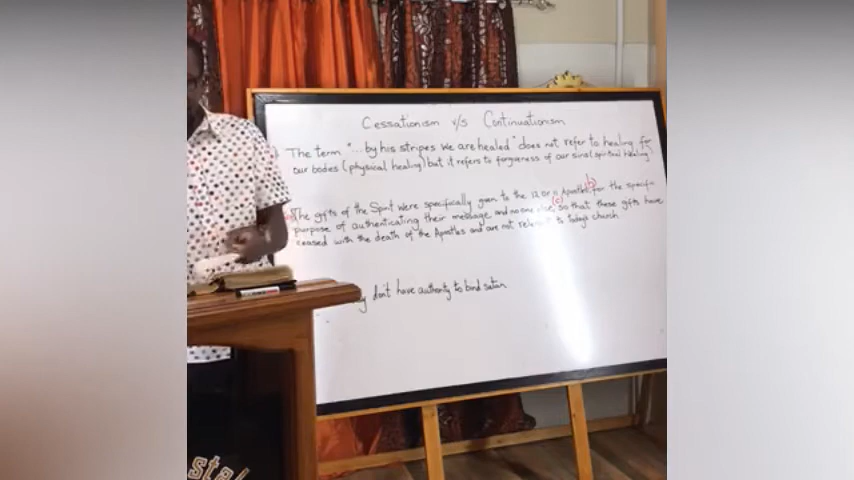 Cessationism v/s Continuationism
The term "...by his stripes we are healed" does not refer to healing for
our bodies (physical healing) but it refers to forgiveness of our sins (spiritual healing)
(b)
The gifts of the Spirit were specifically given to the 12 or 11 Apostles for the specific
(c)
purpose of authenticating their message and no one else, so that these gifts have
ceased with the death of the Apostles and are not relevant to today's church
don't have authority to bind satan